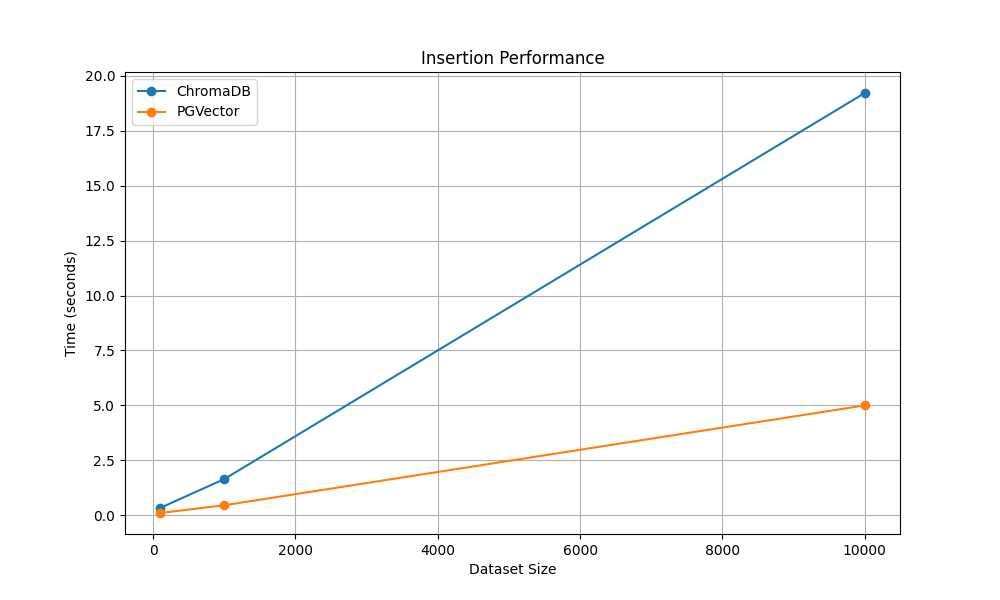 Insertion Performance
ChromaDB
PGVector
Time (seconds)
20.0
17.5
15.0
12.5
10.0
7.5
5.0
2.5
0.0
0 2000 4000 6000 8000 10000
Dataset Size